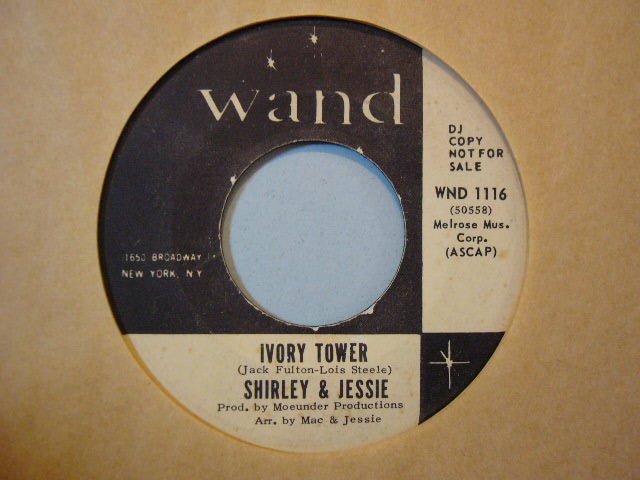 wand
DJ
COPY
NOT FOR
SALE
WND 1116
(50558)
Melrose Mus.
Corp.
(ASCAP)
1650 BROADWAY
NEW YORK, N.Y
IVORY TOWER
(Jack Fulton-Lois Steele)
SHIRLEY & JESSIE
Prod. by Moeunder Productions
Arr. by Mac & Jessie